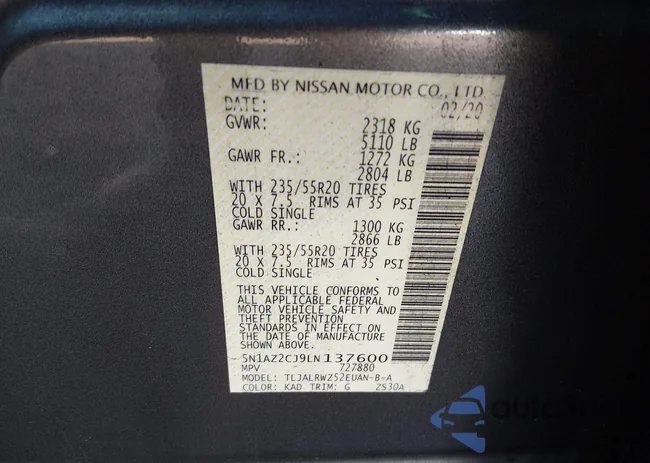 MFD BY NISSAN MOTOR CO., LTD.
DATE: 02/20
GVWR: 2318 KG
5110 LB
GAWR FR.: 1272 KG
2804 LB
WITH 235/55R20 TIRES
20 X 7.5 RIMS AT 35 PSI
COLD SINGLE
GAWR RR.: 1300 KG
2866 LB
WITH 235/55R20 TIRES
20 X 7.5 RIMS AT 35 PSI
COLD SINGLE
THIS VEHICLE CONFORMS TO
ALL APPLICABLE FEDERAL
MOTOR VEHICLE SAFETY AND
THEFT PREVENTION
STANDARDS IN EFFECT ON
THE DATE OF MANUFACTURE
SHOWN ABOVE.
5N1AZ2CJ9LN137600
MPV 727880
TLJALRWZ52EUAN-B-A
COLOR: KAD TRIM: G ZS30A